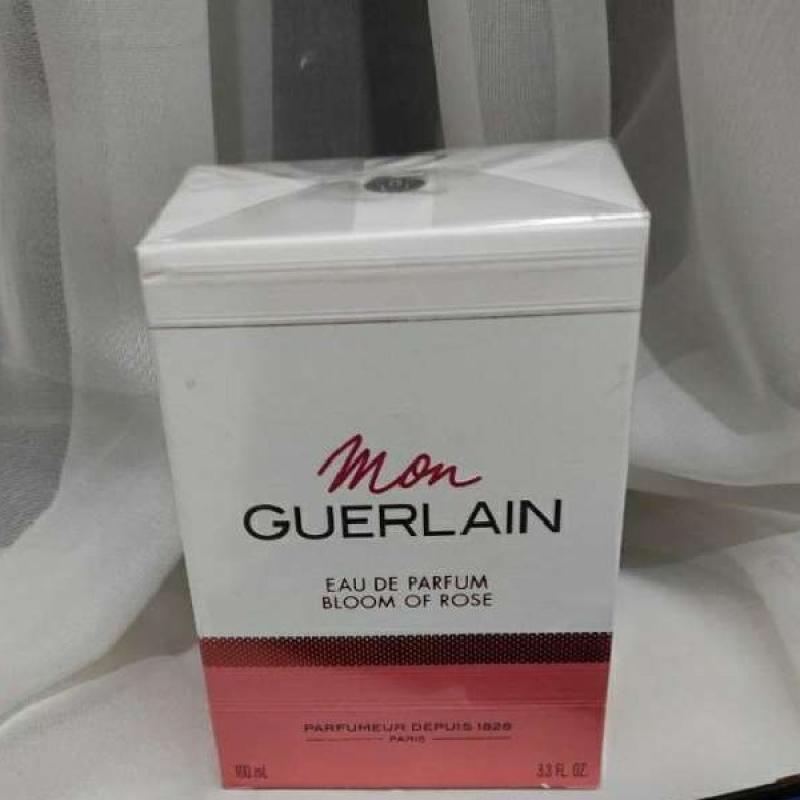 Mon
GUERLAIN
EAU DE PARFUM
BLOOM OF ROSE
PARFUMEUR DEPUIS 1828
PARIS
100 mL
3.3 FL. OZ.